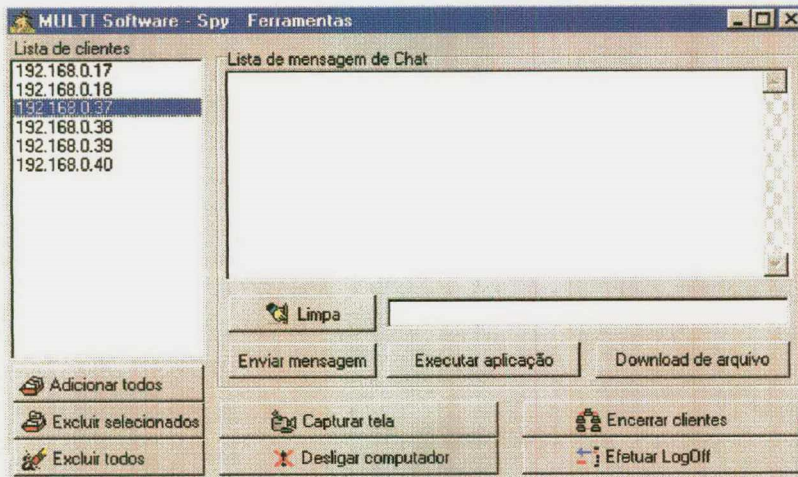 MULTI Software - Spy Ferramentas
Lista de clientes
192.168.0.17
192.168.0.18
192.168.0.37
192.168.0.38
192.168.0.39
192.168.0.40
Lista de mensagem de Chat
Limpa
Enviar mensagem
Executar aplicação
Download de arquivo
Adicionar todos
Excluir selecionados
Excluir todos
Capturar tela
Encerrar clientes
Desligar computador
Efetuar LogOff